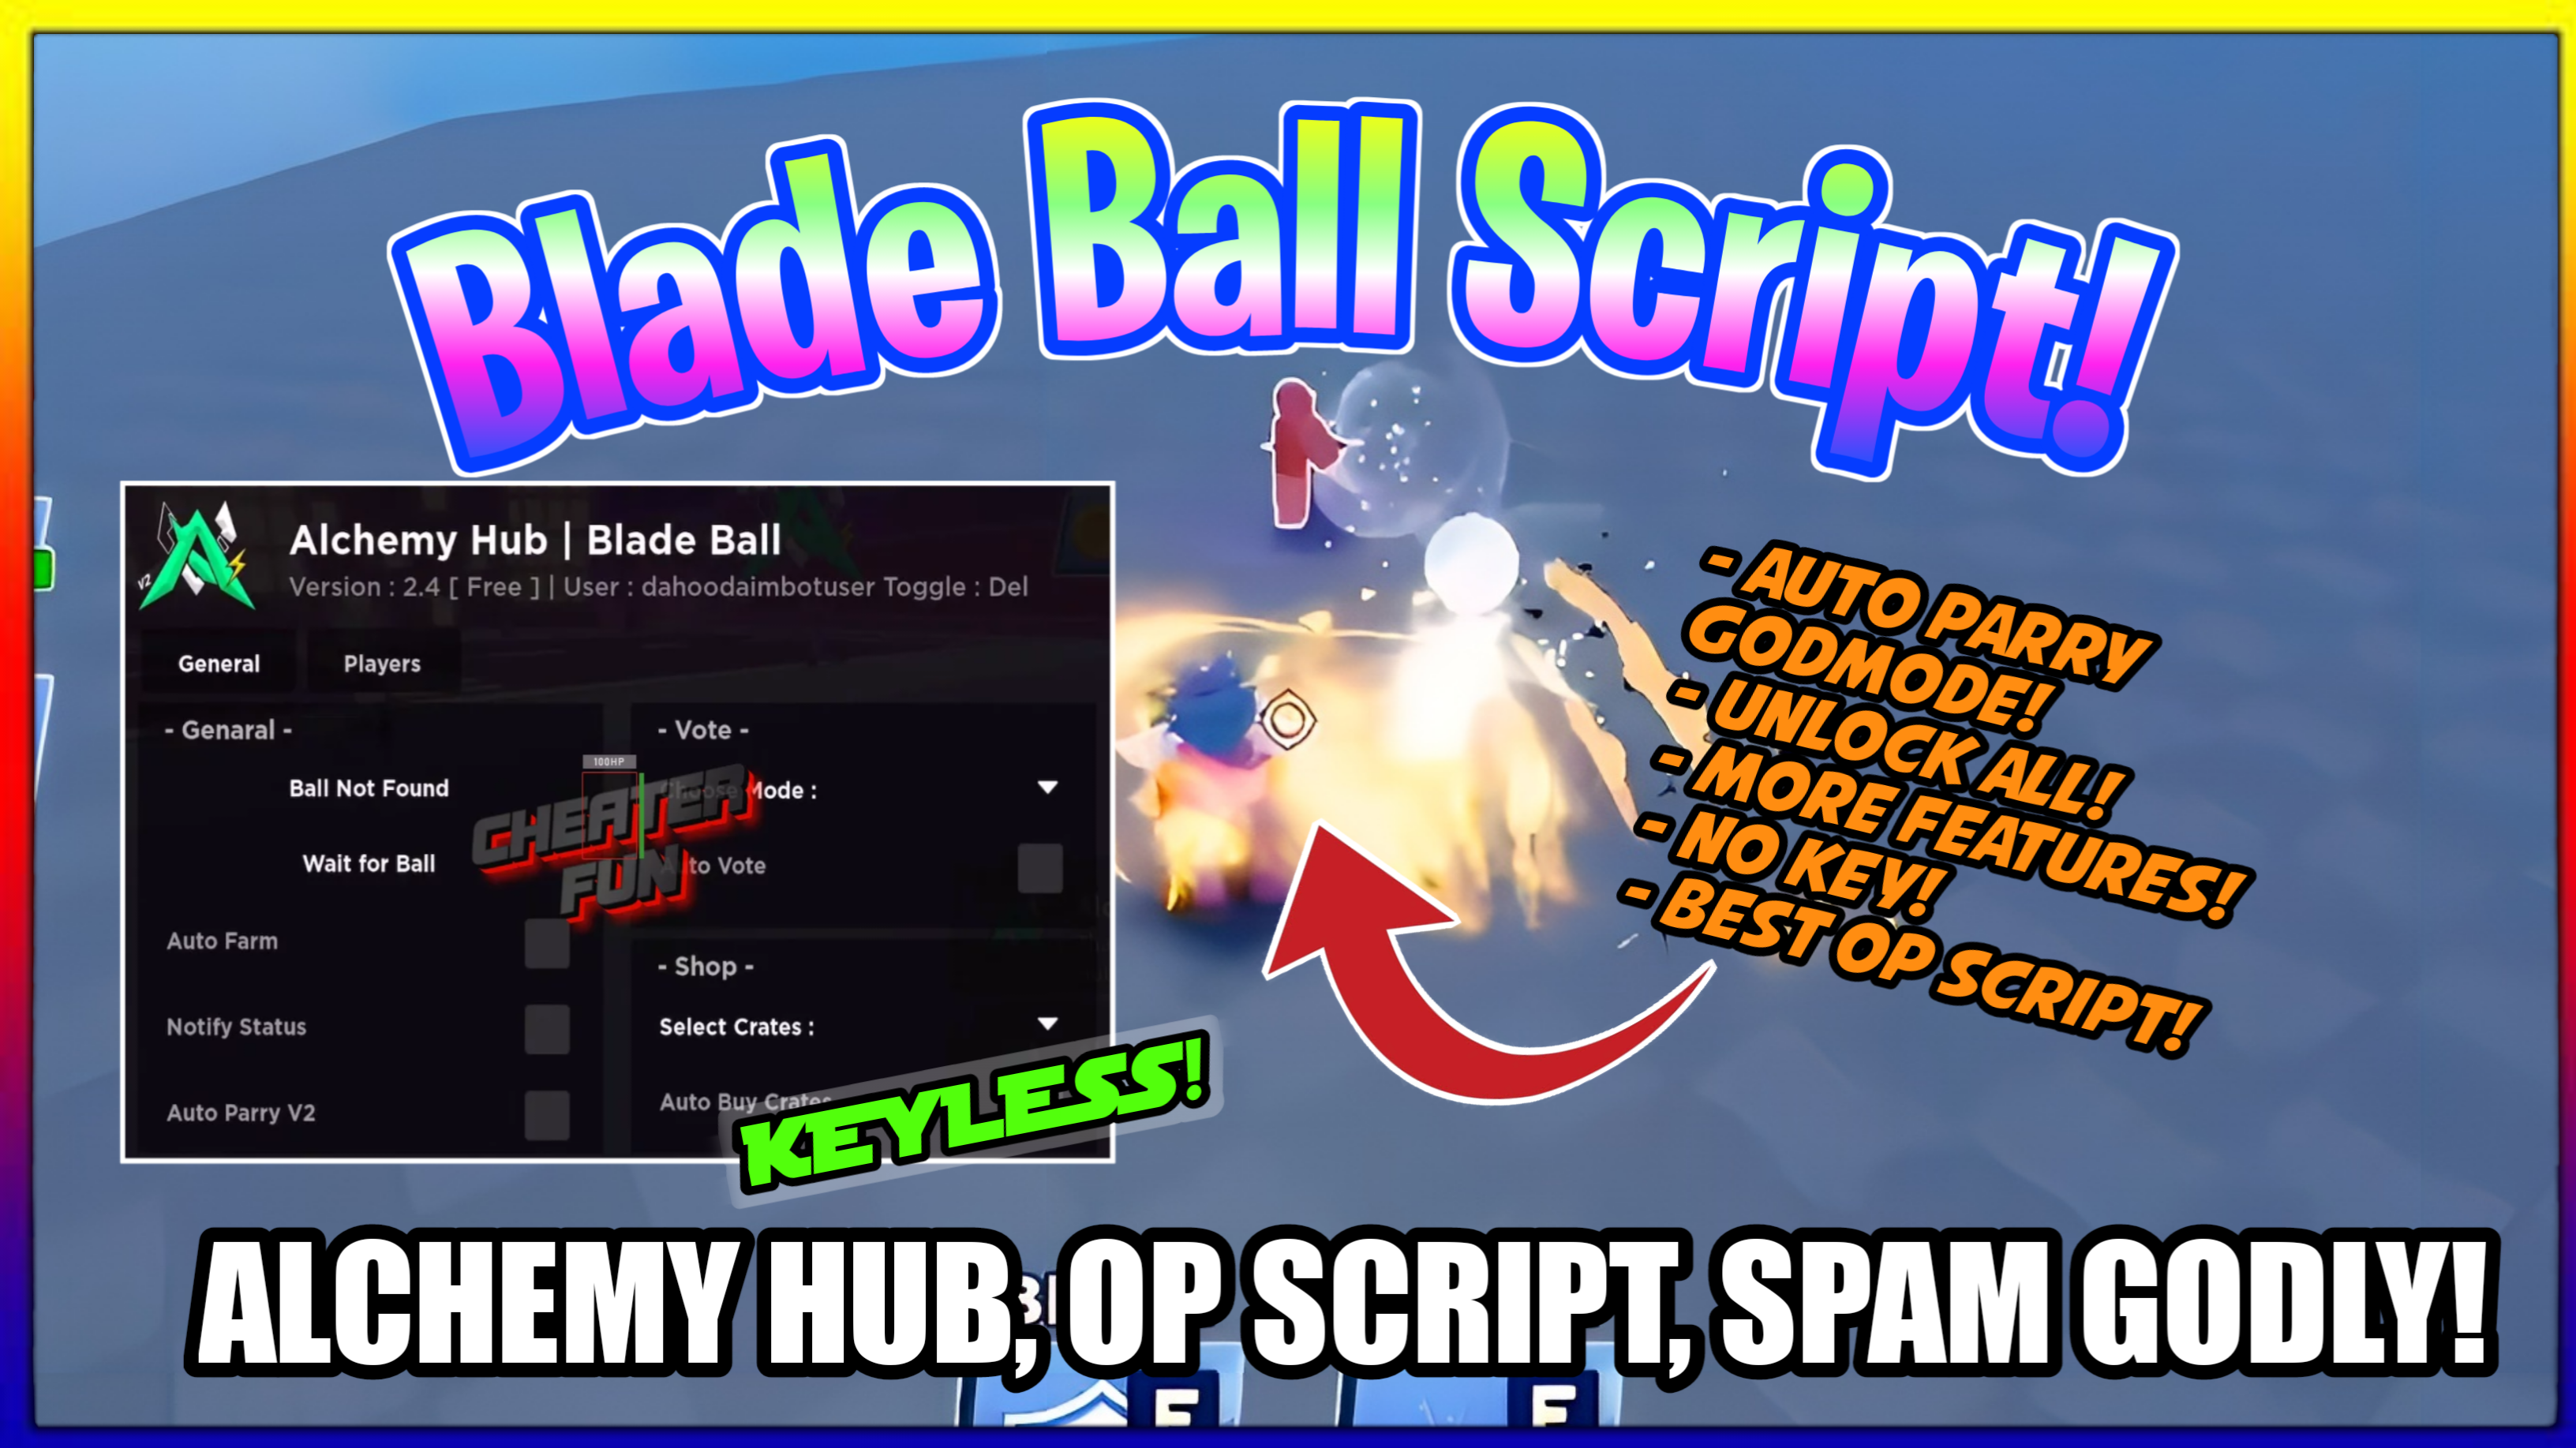 Blade Ball Script!
Alchemy Hub | Blade Ball
Version : 2.4 [ Free ] | User : dahoodaimbotuser Toggle : Del
V2
General
Players
- Genaral -
Ball Not Found
Wait for Ball
Auto Farm
Notify Status
Auto Parry V2
- Vote -
Choose Mode :
Auto Vote
- Shop -
Select Crates :
Auto Buy Crates
100HP
CHEATER
FUN
KEYLESS!
- AUTO PARRY
GODMODE!
- UNLOCK ALL!
- MORE FEATURES!
- NO KEY!
- BEST OP SCRIPT!
ALCHEMY HUB, OP SCRIPT, SPAM GODLY!
F